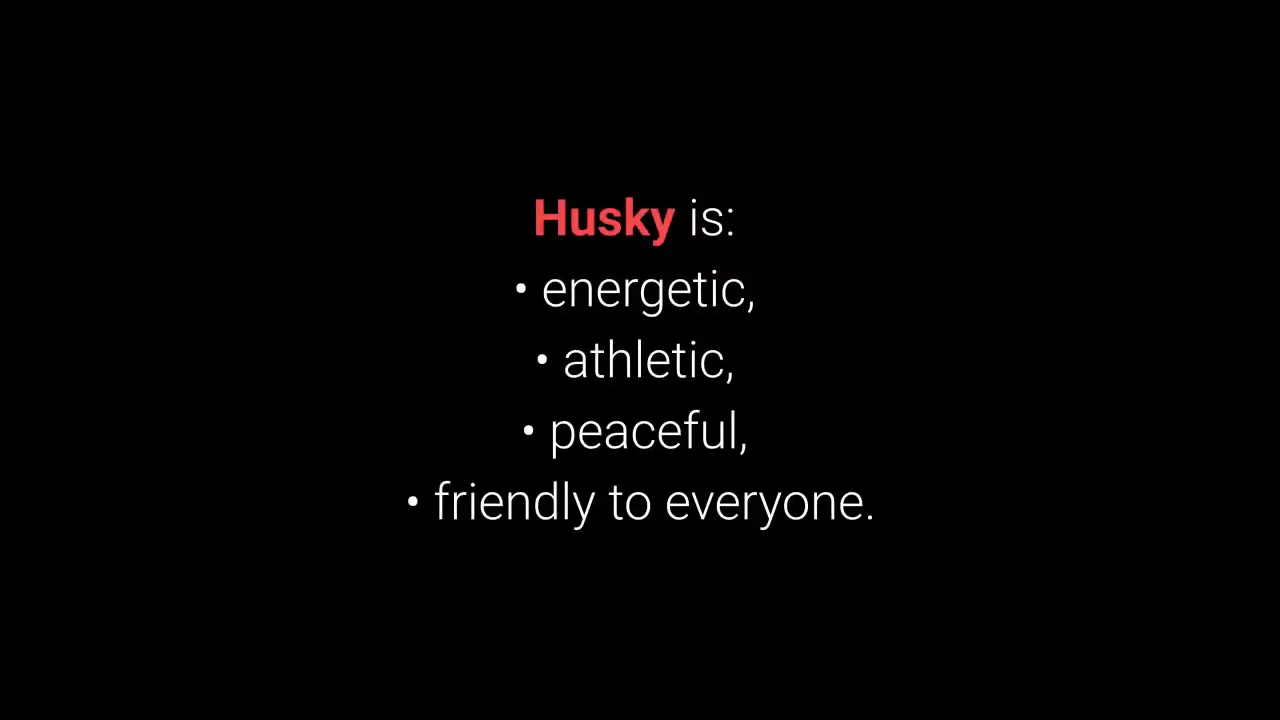 Husky is:
• energetic,
• athletic,
• peaceful,
• friendly to everyone.